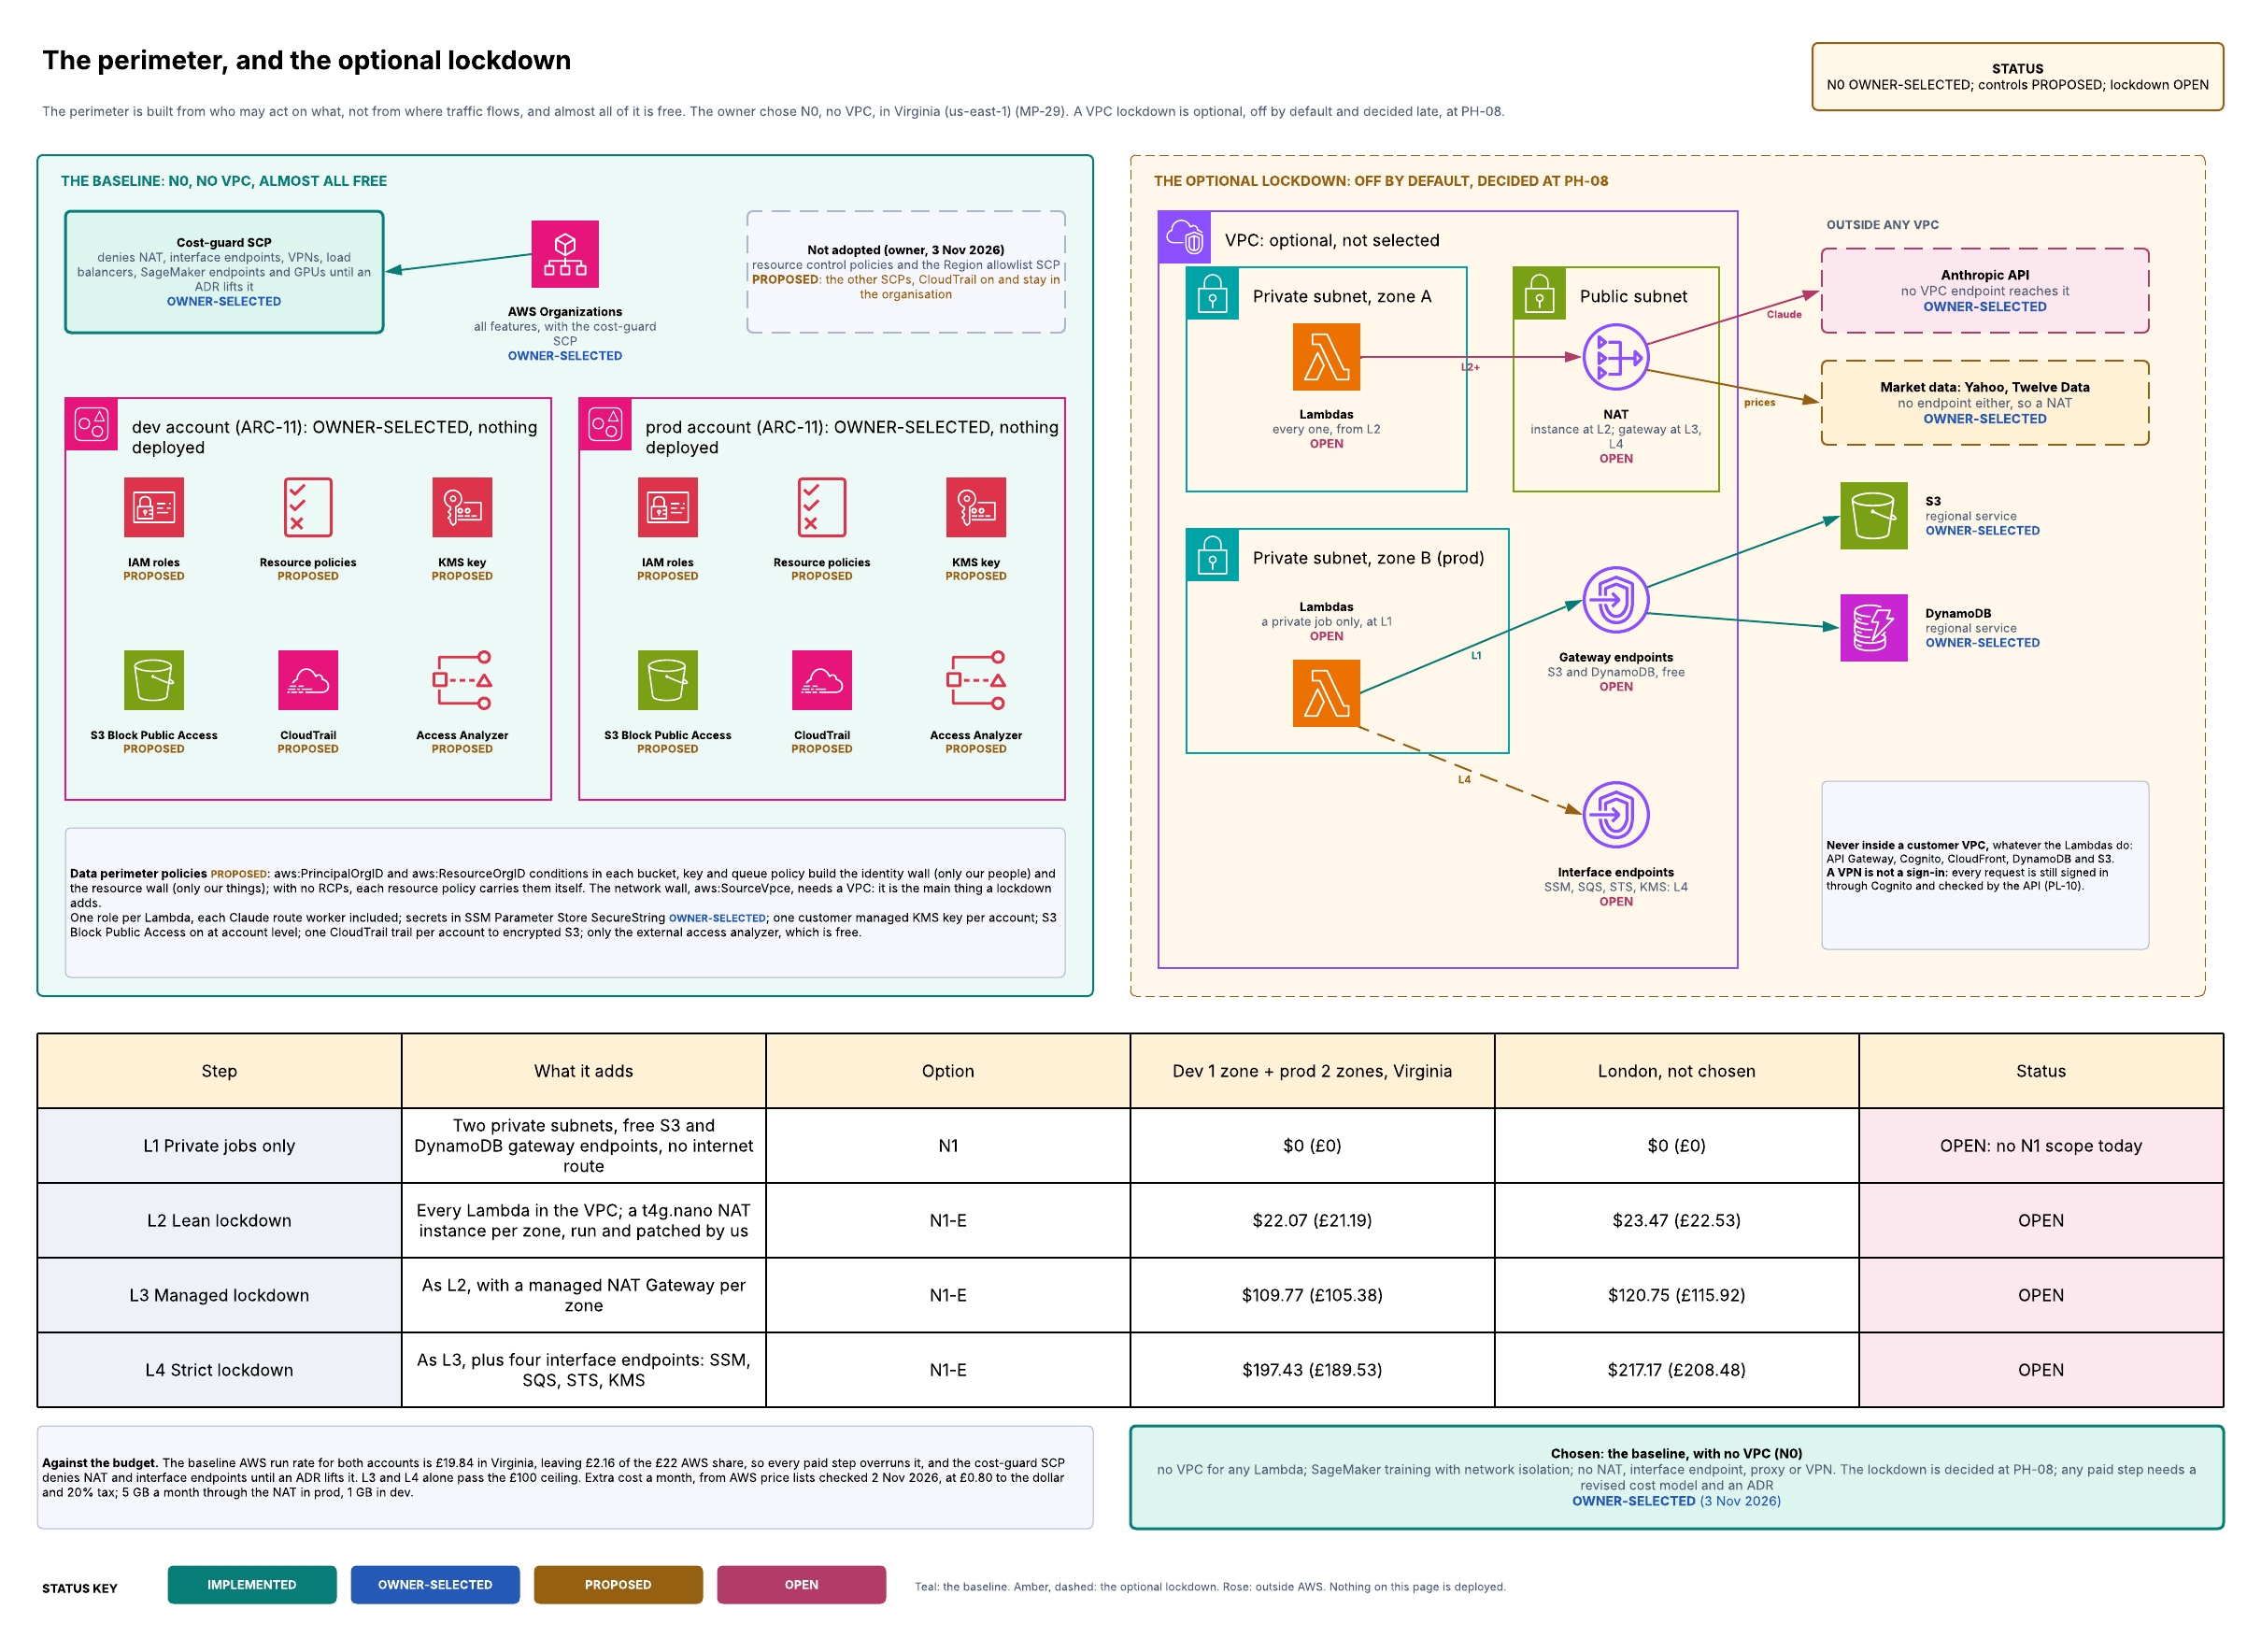 The perimeter, and the optional lockdown
The perimeter is built from who may act on what, not from where traffic flows, and almost all of it is free. The owner chose N0, no VPC, in Virginia (us-east-1) (MP-29). A VPC lockdown is optional, off by default and decided late, at PH-08.
STATUS
N0 OWNER-SELECTED; controls PROPOSED; lockdown OPEN
THE BASELINE: N0, NO VPC, ALMOST ALL FREE
Cost-guard SCP
denies NAT, interface endpoints, VPNs, load
balancers, SageMaker endpoints and GPUs until an
ADR lifts it
OWNER-SELECTED
AWS Organizations
all features, with the cost-guard
SCP
OWNER-SELECTED
Not adopted (owner, 3 Nov 2026)
resource control policies and the Region allowlist SCP
PROPOSED: the other SCPs, CloudTrail on and stay in
the organisation
dev account (ARC-11): OWNER-SELECTED, nothing
deployed
IAM roles
PROPOSED
Resource policies
PROPOSED
KMS key
PROPOSED
S3 Block Public Access
PROPOSED
CloudTrail
PROPOSED
Access Analyzer
PROPOSED
prod account (ARC-11): OWNER-SELECTED, nothing
deployed
IAM roles
PROPOSED
Resource policies
PROPOSED
KMS key
PROPOSED
S3 Block Public Access
PROPOSED
CloudTrail
PROPOSED
Access Analyzer
PROPOSED
Data perimeter policies PROPOSED: aws:PrincipalOrgID and aws:ResourceOrgID conditions in each bucket, key and queue policy build the identity wall (only our people) and
the resource wall (only our things); with no RCPs, each resource policy carries them itself. The network wall, aws:SourceVpce, needs a VPC: it is the main thing a lockdown
adds.
One role per Lambda, each Claude route worker included; secrets in SSM Parameter Store SecureString OWNER-SELECTED; one customer managed KMS key per account; S3
Block Public Access on at account level; one CloudTrail trail per account to encrypted S3; only the external access analyzer, which is free.
THE OPTIONAL LOCKDOWN: OFF BY DEFAULT, DECIDED AT PH-08
VPC: optional, not selected
Private subnet, zone A
Lambdas
every one, from L2
OPEN
L2+
Public subnet
NAT
instance at L2; gateway at L3,
L4
OPEN
Claude
prices
Private subnet, zone B (prod)
Lambdas
a private job only, at L1
OPEN
L1
L4
Gateway endpoints
S3 and DynamoDB, free
OPEN
Interface endpoints
SSM, SQS, STS, KMS: L4
OPEN
OUTSIDE ANY VPC
Anthropic API
no VPC endpoint reaches it
OWNER-SELECTED
Market data: Yahoo, Twelve Data
no endpoint either, so a NAT
OWNER-SELECTED
S3
regional service
OWNER-SELECTED
DynamoDB
regional service
OWNER-SELECTED
Never inside a customer VPC, whatever the Lambdas do:
API Gateway, Cognito, CloudFront, DynamoDB and S3.
A VPN is not a sign-in: every request is still signed in
through Cognito and checked by the API (PL-10).
Step
What it adds
Option
Dev 1 zone + prod 2 zones, Virginia
London, not chosen
Status
L1 Private jobs only
Two private subnets, free S3 and
DynamoDB gateway endpoints, no internet
route
N1
$0 (£0)
$0 (£0)
OPEN: no N1 scope today
L2 Lean lockdown
Every Lambda in the VPC; a t4g.nano NAT
instance per zone, run and patched by us
N1-E
$22.07 (£21.19)
$23.47 (£22.53)
OPEN
L3 Managed lockdown
As L2, with a managed NAT Gateway per
zone
N1-E
$109.77 (£105.38)
$120.75 (£115.92)
OPEN
L4 Strict lockdown
As L3, plus four interface endpoints: SSM,
SQS, STS, KMS
N1-E
$197.43 (£189.53)
$217.17 (£208.48)
OPEN
Against the budget. The baseline AWS run rate for both accounts is £19.84 in Virginia, leaving £2.16 of the £22 AWS share, so every paid step overruns it, and the cost-guard SCP
denies NAT and interface endpoints until an ADR lifts it. L3 and L4 alone pass the £100 ceiling. Extra cost a month, from AWS price lists checked 2 Nov 2026, at £0.80 to the dollar
and 20% tax; 5 GB a month through the NAT in prod, 1 GB in dev.
Chosen: the baseline, with no VPC (N0)
no VPC for any Lambda; SageMaker training with network isolation; no NAT, interface endpoint, proxy or VPN. The lockdown is decided at PH-08; any paid step needs a
revised cost model and an ADR
OWNER-SELECTED (3 Nov 2026)
STATUS KEY
IMPLEMENTED
OWNER-SELECTED
PROPOSED
OPEN
Teal: the baseline. Amber, dashed: the optional lockdown. Rose: outside AWS. Nothing on this page is deployed.